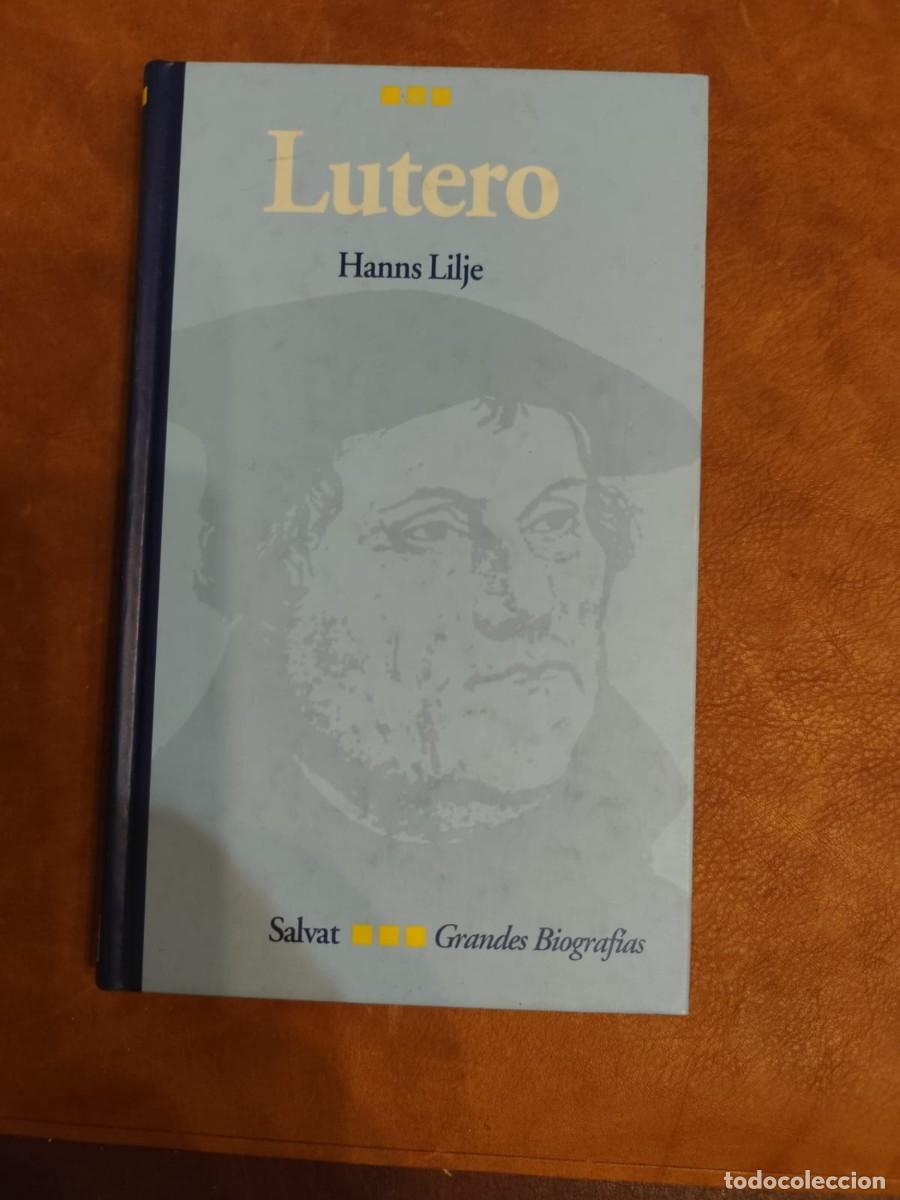 Lutero
Hanns Lilje
Salvat Grandes Biografías
todocoleccion